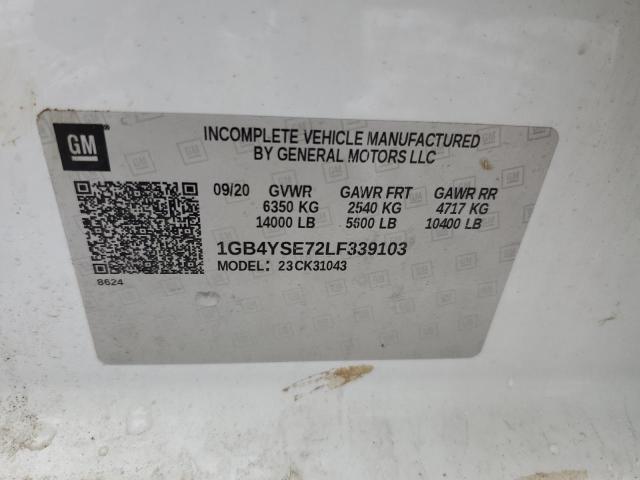 GM
INCOMPLETE VEHICLE MANUFACTURED
BY GENERAL MOTORS LLC
09/20 GVWR GAWR FRT GAWR RR
6350 KG 2540 KG 4717 KG
14000 LB 5600 LB 10400 LB
1GB4YSE72LF339103
MODEL: 23CK31043
8624